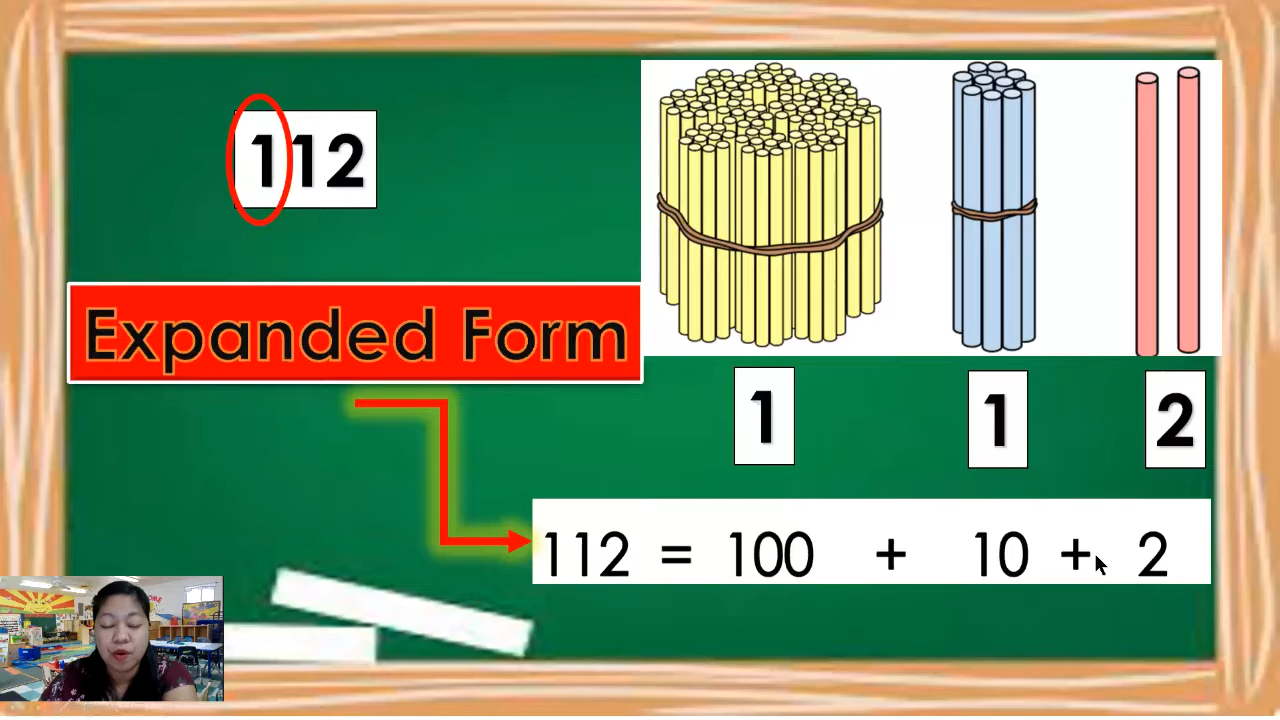 112
Expanded Form
1 1 2
112 = 100 + 10 + 2